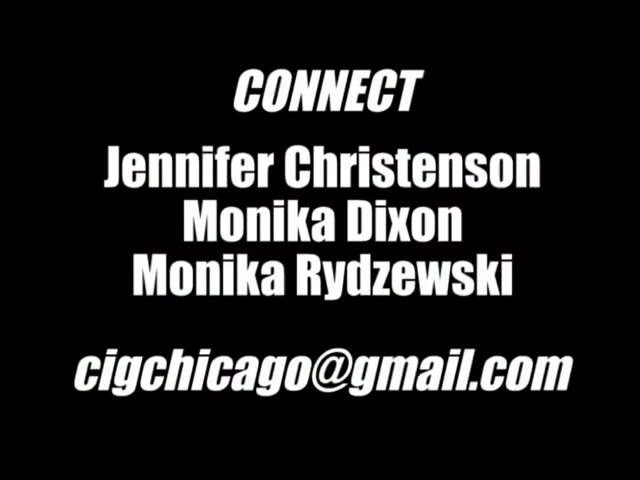 CONNECT
Jennifer Christenson
Monika Dixon
Monika Rydzewski
cigchicago@gmail.com